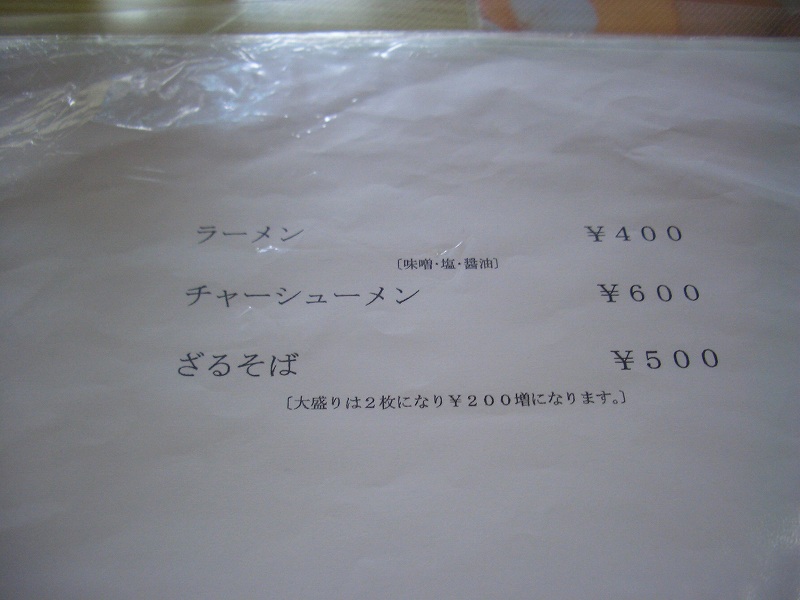 ラーメン ￥４００
〔味噌・塩・醤油〕
チャーシューメン ￥６００
ざるそば ￥５００
〔大盛りは２枚になり￥２００増になります。〕